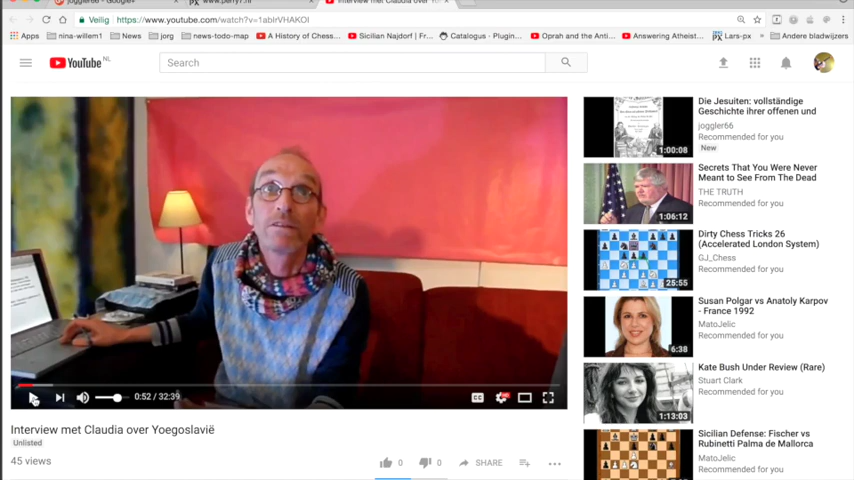 jogglered - Google+
www.perry7.nl
Interview met Claudia over Yo
Veilig
https://www.youtube.com/watch?v=1ablrVHAKOI
Apps
nina-willem1
News
news-todo-map
jorg
A History of Chess...
Sicilian Najdorf | Fr...
Catalogus - Plugin...
Oprah and the Anti...
Answering Atheist...
Lars-px
»
Andere bladwijzers
YouTube NL
Search
0:52 / 32:39
CC
Interview met Claudia over Yoegoslavië
Unlisted
45 views
0
0
SHARE
Die Jesuiten: vollständige
Geschichte ihrer offenen und
joggler66
Recommended for you
New
1:00:08
Secrets That You Were Never
Meant to See From The Dead
THE TRUTH
Recommended for you
1:06:12
Dirty Chess Tricks 26
(Accelerated London System)
GJ_Chess
Recommended for you
25:55
Susan Polgar vs Anatoly Karpov
- France 1992
MatoJelic
Recommended for you
6:38
Kate Bush Under Review (Rare)
Stuart Clark
Recommended for you
1:13:03
Sicilian Defense: Fischer vs
Rubinetti Palma de Mallorca
MatoJelic
Recommended for you